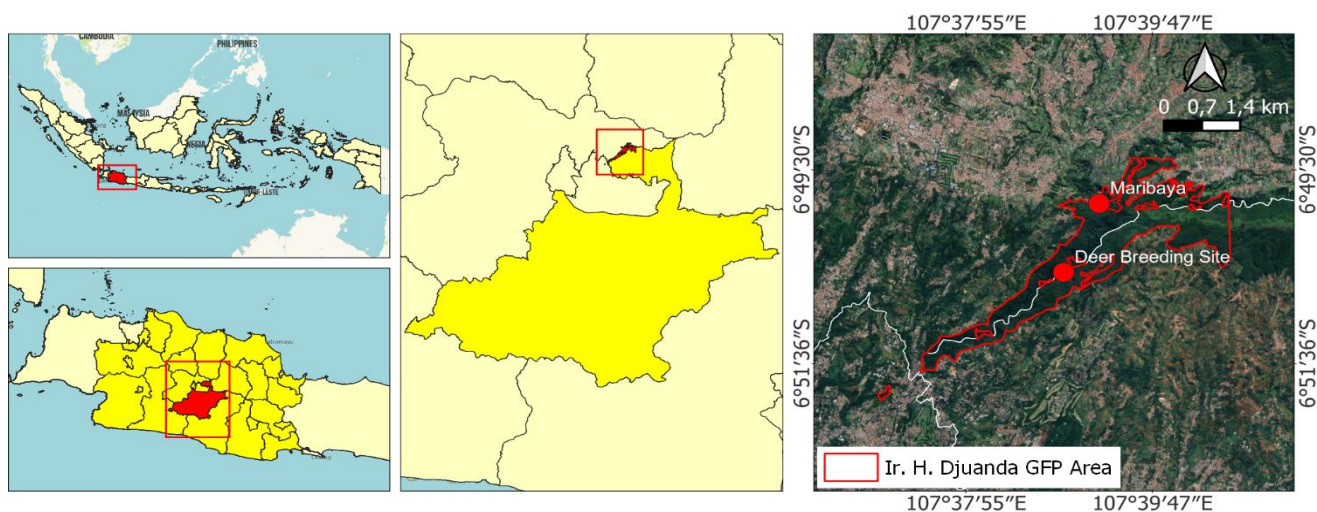 CAMBODIA
PHILIPPINES
MALAYSIA
107°37'55"E 107°39'47"E
0 0,7 1,4 km
6°49'30"S
6°49'30"S
Maribaya
Deer Breeding Site
6°51'36"S
6°51'36"S
Ir. H. Djuanda GFP Area
107°37'55"E 107°39'47"E